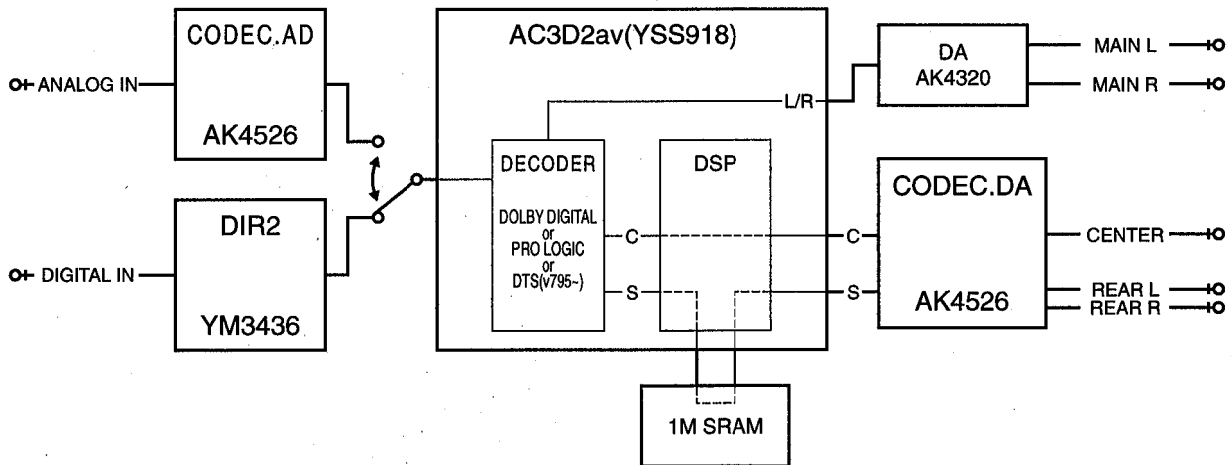 CODEC.AD
ANALOG IN
AK4526
DIR2
DIGITAL IN
YM3436
AC3D2av(YSS918)
L/R
DECODER
DOLBY DIGITAL
or
PRO LOGIC
or
DTS(v795~)
DSP
C
S
C
S
1M SRAM
DA
AK4320
MAIN L
MAIN R
CODEC.DA
AK4526
CENTER
REAR L
REAR R